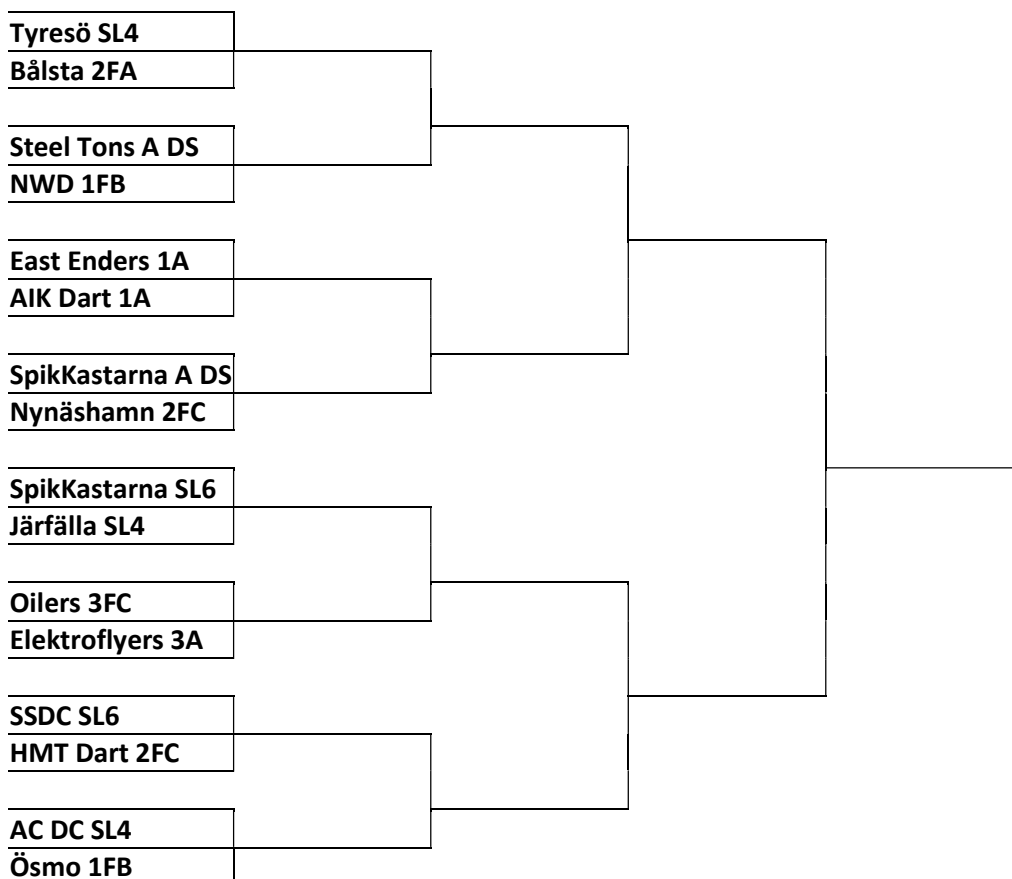 Tyresö SL4
Bålsta 2FA
Steel Tons A DS
NWD 1FB
East Enders 1A
AIK Dart 1A
SpikKastarna A DS
Nynäshamn 2FC
SpikKastarna SL6
Järfälla SL4
Oilers 3FC
Elektroflyers 3A
SSDC SL6
HMT Dart 2FC
AC DC SL4
Ösmo 1FB